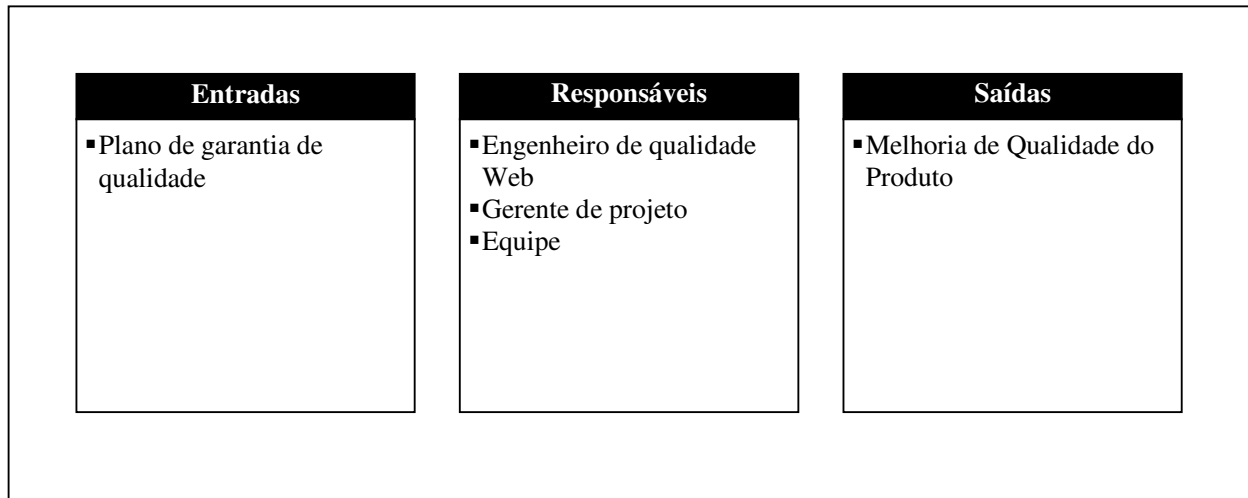 Entradas
▪Plano de garantia de
qualidade
Responsáveis
▪Engenheiro de qualidade
Web
▪Gerente de projeto
▪Equipe
Saídas
▪Melhoria de Qualidade do
Produto